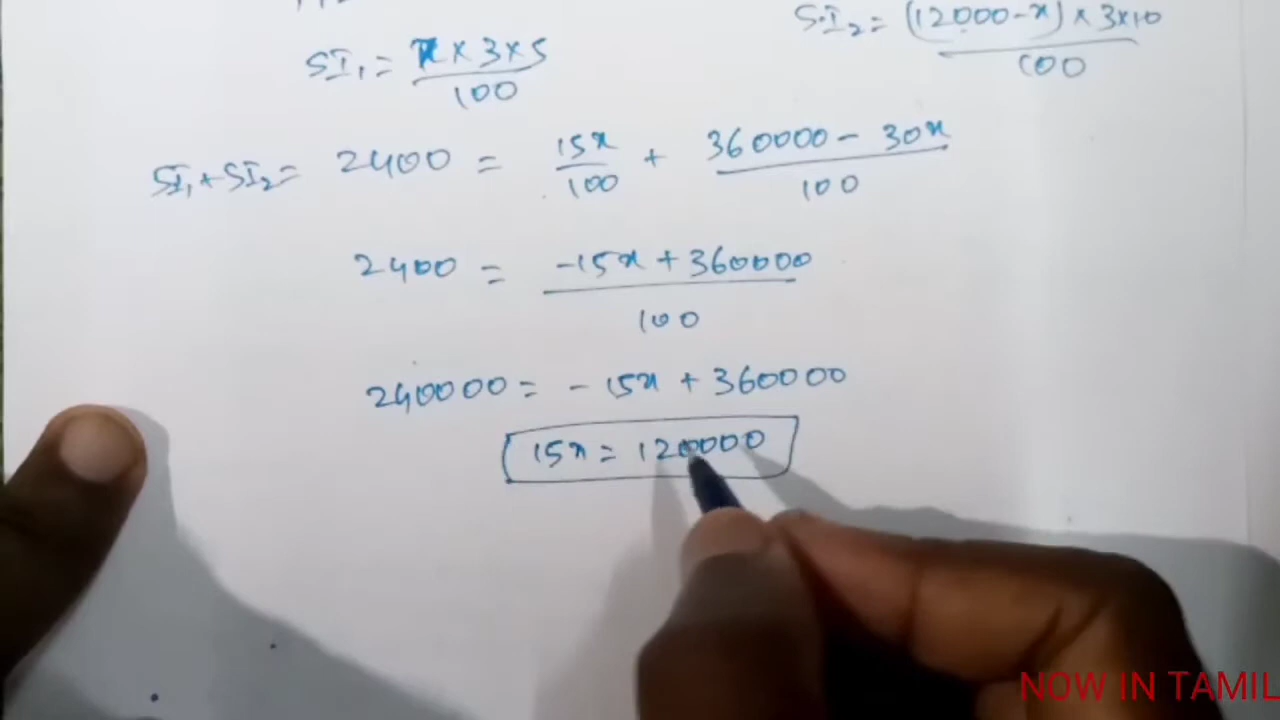 SI₁ = x × 3 × 5 / 100
S.I₂ = (12000 - x) × 3 × 10 / 100
SI₁ + SI₂ = 2400 = 15x / 100 + 360000 - 30x / 100
2400 = -15x + 360000 / 100
240000 = - 15x + 360000
15x = 120000
NOW IN TAMIL